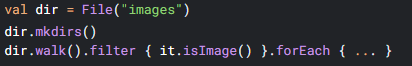 val dir = File("images")
dir.mkdirs()
dir.walk().filter { it.isImage() }.forEach { ... }